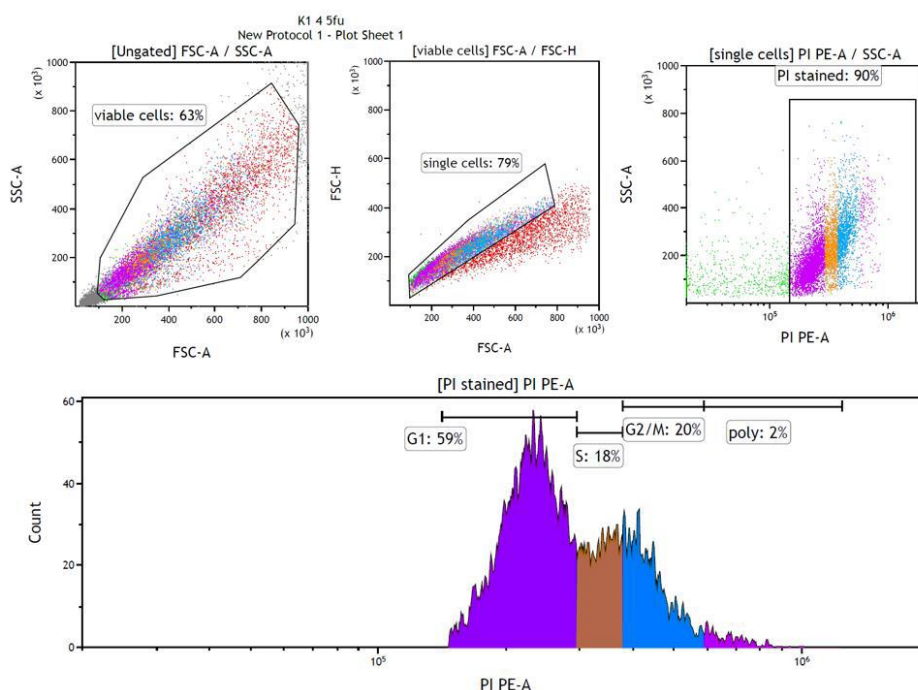 K1 4 5fu
New Protocol 1 - Plot Sheet 1
[Ungated] FSC-A / SSC-A
(x 10³)
1000
800
600
400
200
SSC-A
viable cells: 63%
200 400 600 800 1000
(x 10³)
FSC-A
[viable cells] FSC-A / FSC-H
(x 10³)
1000
800
600
400
200
FSC-H
single cells: 79%
200 400 600 800 1000
(x 10³)
FSC-A
[single cells] PI PE-A / SSC-A
(x 10³)
1000
800
600
400
200
SSC-A
PI stained: 90%
10⁵ 10⁶
PI PE-A
[PI stained] PI PE-A
60
40
20
0
Count
G1: 59%
S: 18%
G2/M: 20%
poly: 2%
10⁵ 10⁶
PI PE-A